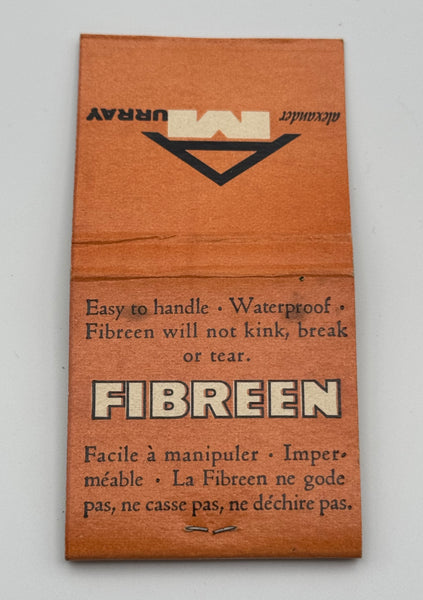 alexander
MURRAY
Easy to handle · Waterproof ·
Fibreen will not kink, break
or tear.
FIBREEN
Facile à manipuler · Imper-
méable · La Fibreen ne gode
pas, ne casse pas, ne déchire pas.